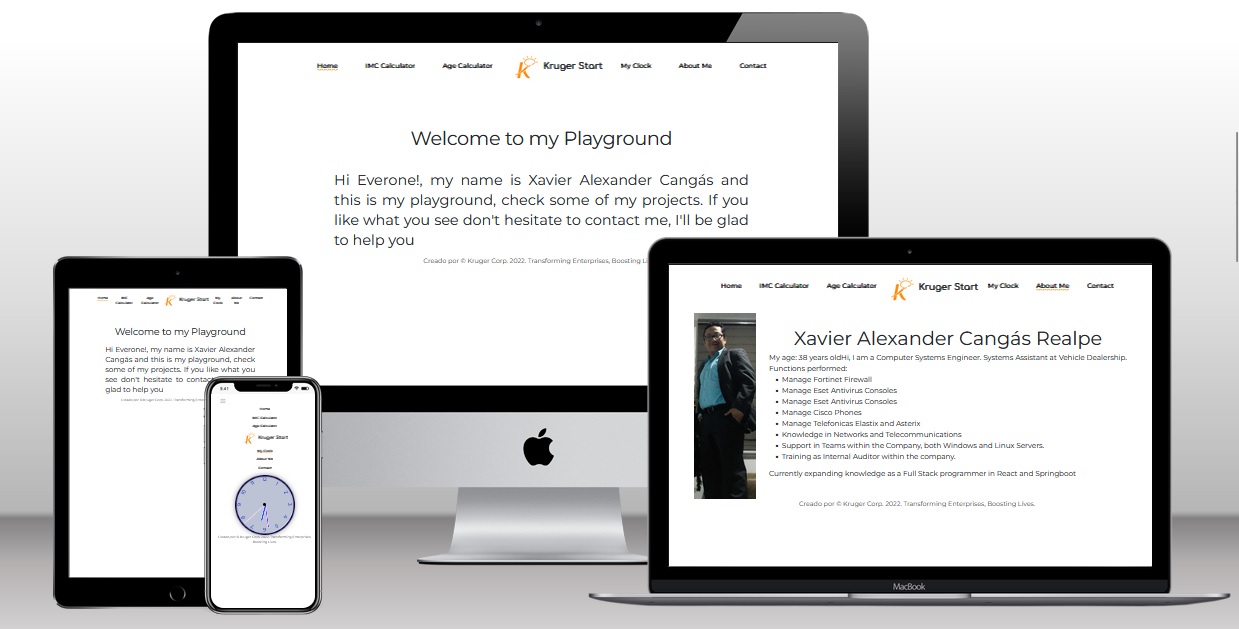 Home IMC Calculator Age Calculator Kruger Start My Clock About Me Contact
Welcome to my Playground
Hi Everone!, my name is Xavier Alexander Cangás and
this is my playground, check some of my projects. If you
like what you see don't hesitate to contact me, I'll be glad
to help you
Creado por © Kruger Corp. 2022. Transforming Enterprises, Boosting
Home IMC Calculator Age Calculator Kruger Start My Clock About Me Contact
Xavier Alexander Cangás Realpe
My age: 38 years oldHi, I am a Computer Systems Engineer. Systems Assistant at Vehicle Dealership.
Functions performed:
• Manage Fortinet Firewall
• Manage Eset Antivirus Consoles
• Manage Eset Antivirus Consoles
• Manage Cisco Phones
• Manage Telefonicas Elastix and Asterix
• Knowledge in Networks and Telecommunications
• Support in Teams within the Company, both Windows and Linux Servers.
• Training as Internal Auditor within the company.
Currently expanding knowledge as a Full Stack programmer in React and Springboot
Creado por © Kruger Corp. 2022. Transforming Enterprises, Boosting Lives.
MacBook
Home IMC Calculator Age Calculator Kruger Start My Clock About Me Contact
Welcome to my Playground
Hi Everone!, my name is Xavier Alexander
Cangás and this is my playground, check
some of my projects. If you like what you
see don't hesitate to contact
glad to help you
9:41
Home
IMC Calculator
Age Calculator
Kruger Start
My Clock
About Me
Contact